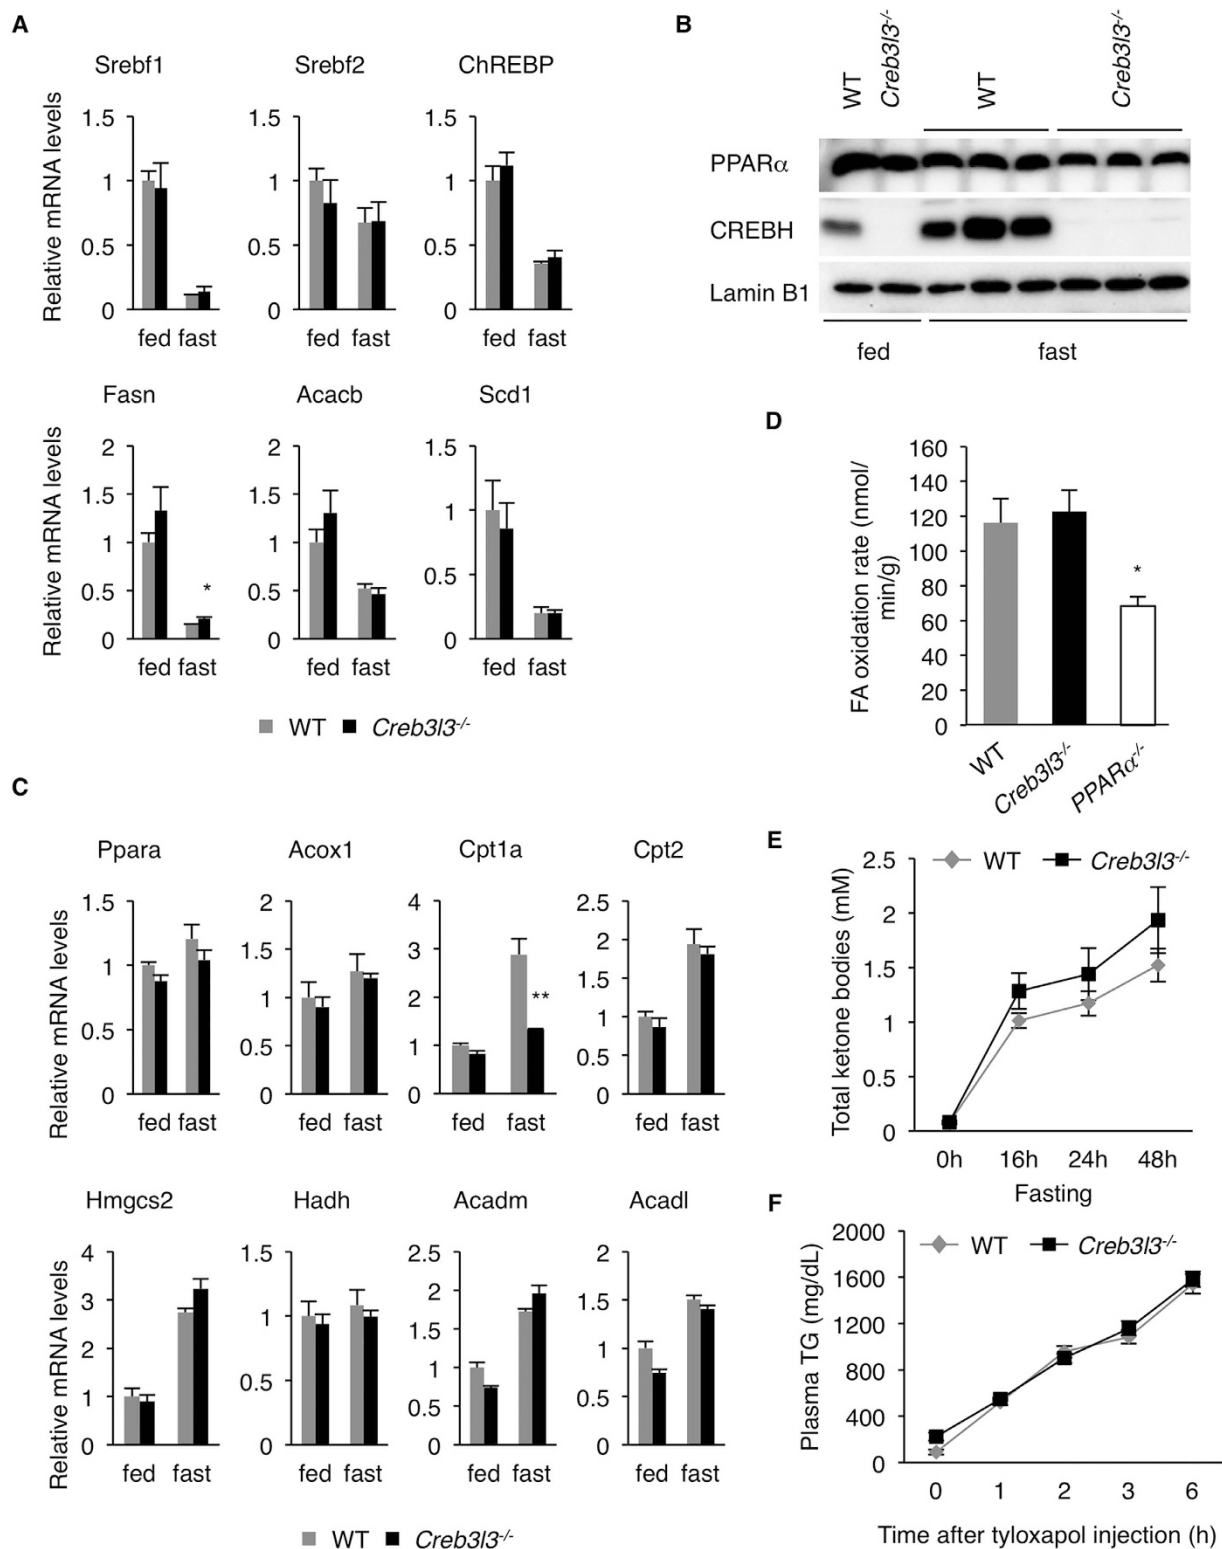 A
Srebf1
Srebf2
ChREBP
Relative mRNA levels
1.5
1
0.5
0
fed fast
1.5
1
0.5
0
fed fast
1.5
1
0.5
0
fed fast
Fasn
Acacb
Scd1
Relative mRNA levels
2
1.5
1
0.5
0
*
fed fast
2
1.5
1
0.5
0
fed fast
1.5
1
0.5
0
fed fast
WT Creb3l3-/-
B
WT
Creb3l3-/-
WT
Creb3l3-/-
PPARα
CREBH
Lamin B1
fed
fast
C
Ppara
Acox1
Cpt1a
Cpt2
Relative mRNA levels
1.5
1
0.5
0
fed fast
2
1.5
1
0.5
0
fed fast
4
3
2
1
0
**
fed fast
2.5
2
1.5
1
0.5
0
fed fast
Hmgcs2
Hadh
Acadm
Acadl
Relative mRNA levels
4
3
2
1
0
fed fast
1.5
1
0.5
0
fed fast
2.5
2
1.5
1
0.5
0
fed fast
2
1.5
1
0.5
0
fed fast
WT Creb3l3-/-
D
FA oxidation rate (nmol/
min/g)
160
140
120
100
80
60
40
20
0
*
WT
Creb3l3-/-
PPARα-/-
E
WT Creb3l3-/-
Total ketone bodies (mM)
2.5
2
1.5
1
0.5
0
0h 16h 24h 48h
Fasting
F
WT Creb3l3-/-
Plasma TG (mg/dL)
2000
1600
1200
800
400
0
0 1 2 3 6
Time after tyloxapol injection (h)